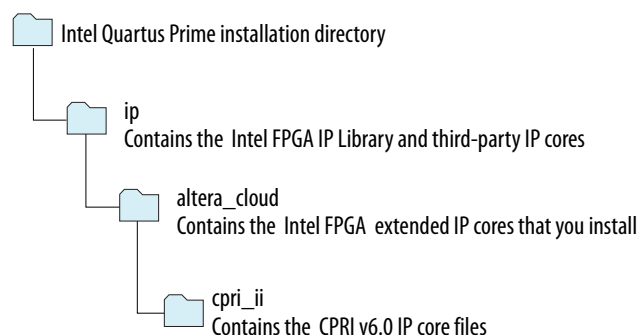 Intel Quartus Prime installation directory
ip
Contains the Intel FPGA IP Library and third-party IP cores
altera_cloud
Contains the Intel FPGA extended IP cores that you install
cpri_ii
Contains the CPRI v6.0 IP core files